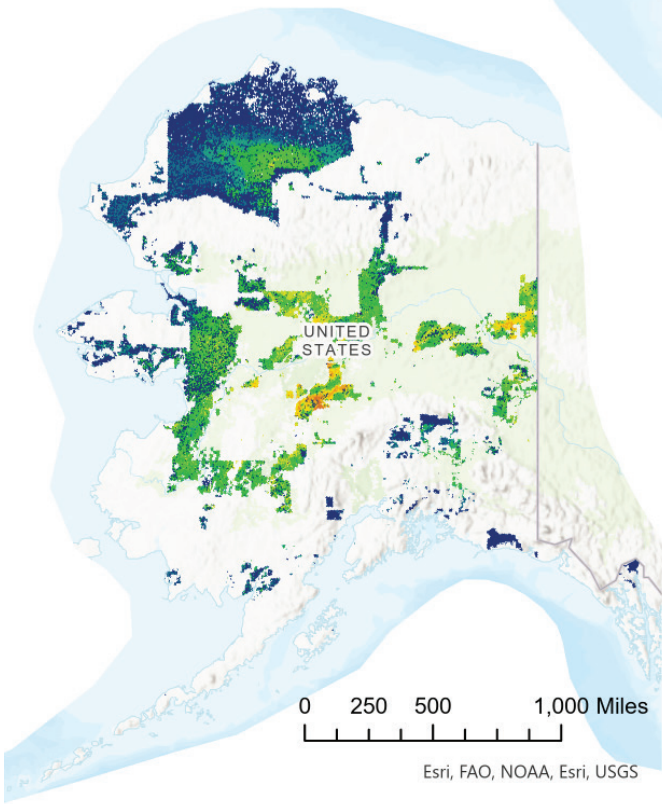 UNITED
STATES
0 250 500 1,000 Miles
Esri, FAO, NOAA, Esri, USGS